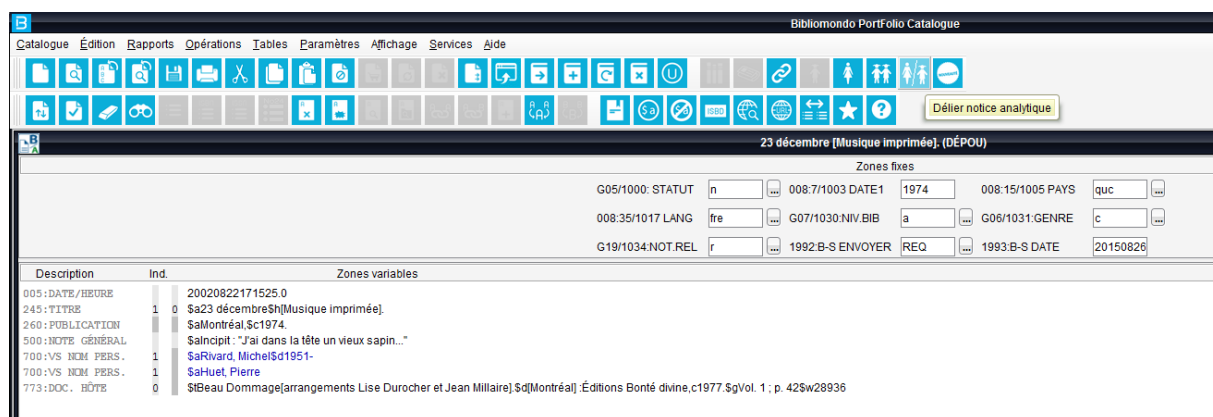 Bibliomondo PortFolio Catalogue
Catalogue Édition Rapports Opérations Tables Paramètres Affichage Services Aide
ISBD
Délier notice analytique
23 décembre [Musique imprimée]. (DÉPOU)
Zones fixes
G05/1000: STATUT n ... 008:7/1003 DATE1 1974 008:15/1005 PAYS quc ...
008:35/1017 LANG fre ... G07/1030:NIV.BIB a ... G06/1031:GENRE c ...
G19/1034:NOT.REL r ... 1992:B-S ENVOYER REQ ... 1993:B-S DATE 20150826
Description Ind. Zones variables
005:DATE/HEURE 20020822171525.0
245:TITRE 1 0 $a23 décembre$h[Musique imprimée].
260:PUBLICATION $aMontréal,$c1974.
500:NOTE GÉNÉRAL $aIncipit : "J'ai dans la tête un vieux sapin..."
700:VS NOM PERS. 1 $aRivard, Michel$d1951-
700:VS NOM PERS. 1 $aHuet, Pierre
773:DOC. HÔTE 0 $tBeau Dommage[arrangements Lise Durocher et Jean Millaire].$d[Montréal] :Éditions Bonté divine,c1977.$gVol. 1 ; p. 42$w28936